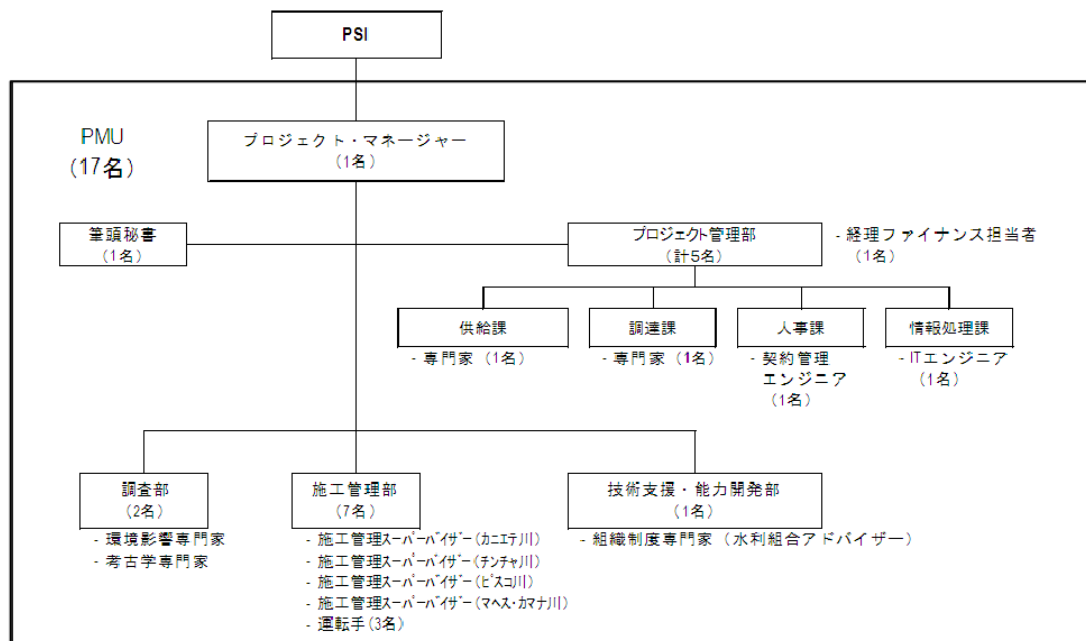 PSI
PMU
(17名)
プロジェクト・マネージャー
(1名)
筆頭秘書
(1名)
プロジェクト管理部
(計5名)
- 経理ファイナンス担当者
(1名)
供給課
- 専門家 (1名)
調達課
- 専門家 (1名)
人事課
- 契約管理
エンジニア
(1名)
情報処理課
- ITエンジニア
(1名)
調査部
(2名)
- 環境影響専門家
- 考古学専門家
施工管理部
(7名)
- 施工管理スーパーバイザー(カニエテ川)
- 施工管理スーパーバイザー(チンチャ川)
- 施工管理スーパーバイザー(ピスコ川)
- 施工管理スーパーバイザー(マヘス・カマナ川)
- 運転手(3名)
技術支援・能力開発部
(1名)
- 組織制度専門家 (水利組合アドバイザー)